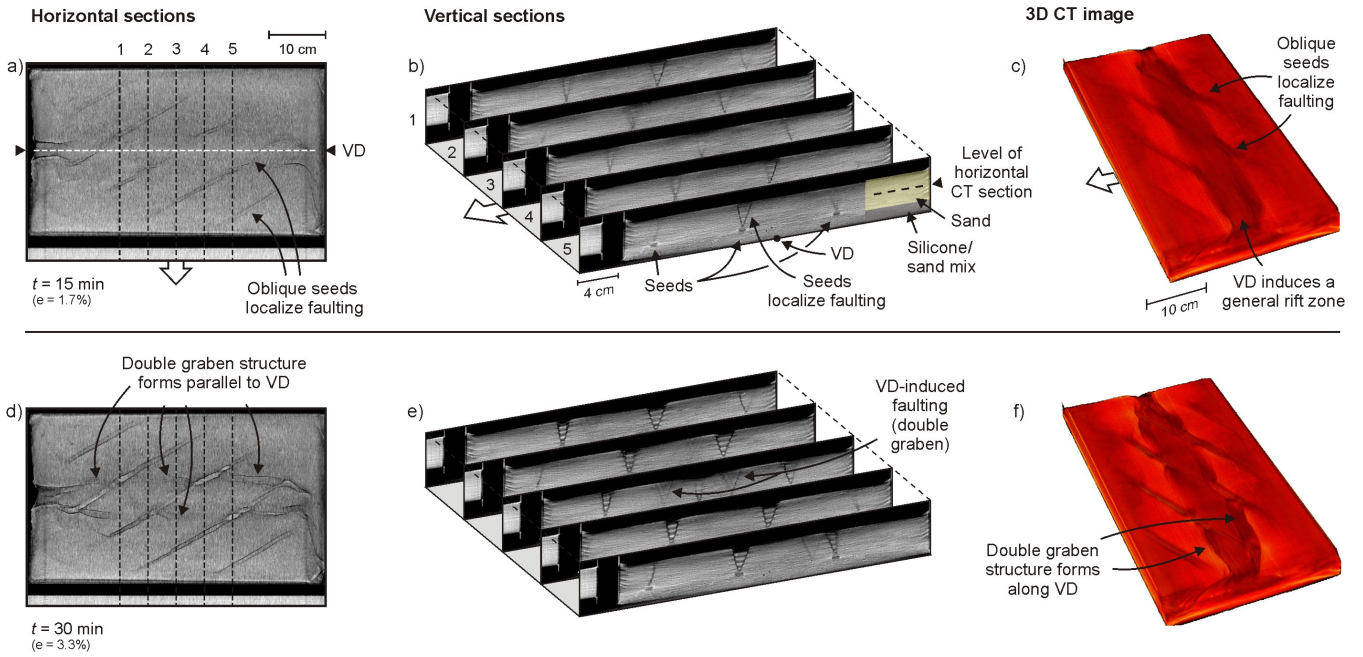 Horizontal sections
Vertical sections
3D CT image
1 2 3 4 5
10 cm
a)
VD
t = 15 min
(e = 1.7%)
Oblique seeds
localize faulting
b)
1
2
3
4
5
4 cm
Seeds
Seeds
localize faulting
VD
Level of
horizontal
CT section
Sand
Silicone/
sand mix
c)
Oblique
seeds
localize
faulting
VD induces a
general rift zone
10 cm
Double graben structure
forms parallel to VD
d)
t = 30 min
(e = 3.3%)
e)
VD-induced
faulting
(double
graben)
f)
Double graben
structure forms
along VD